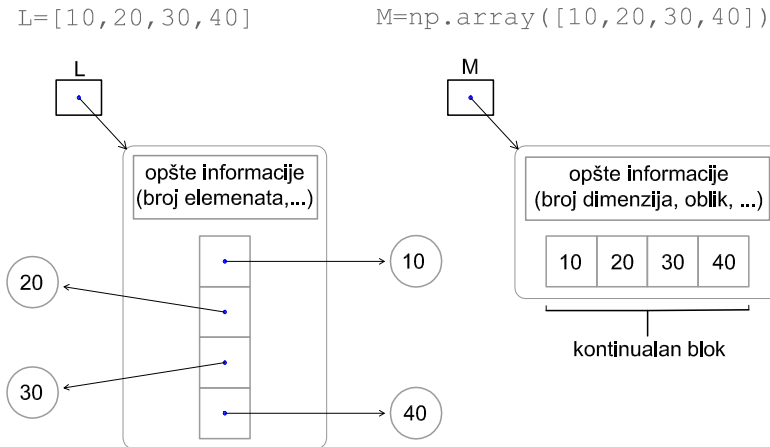 L=[10,20,30,40]
M=np.array([10,20,30,40])
L
M
opšte informacije
(broj elemenata,...)
opšte informacije
(broj dimenzija, oblik, ...)
10
20
30
40
10 20 30 40
kontinualan blok